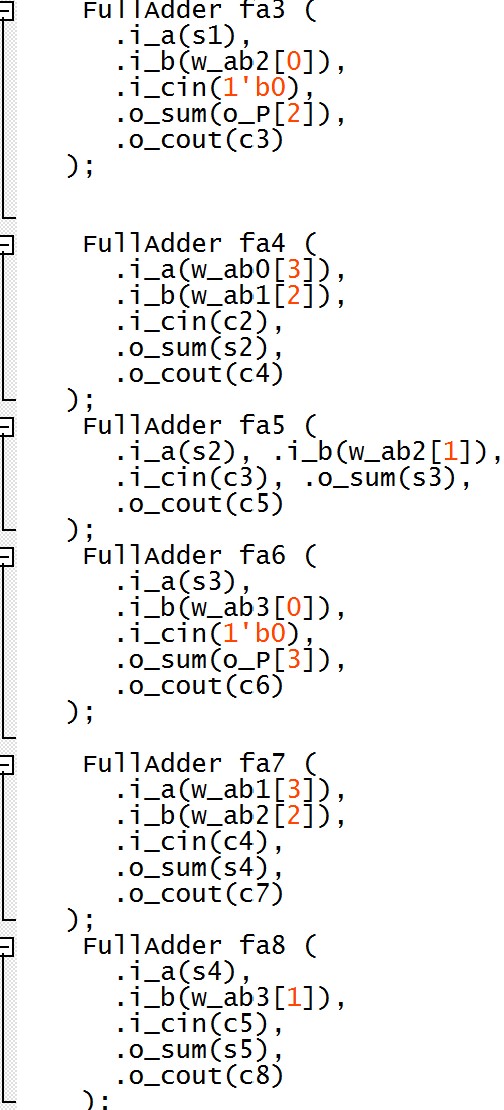 FullAdder fa3 (
.i_a(s1),
.i_b(w_ab2[0]),
.i_cin(1'b0),
.o_sum(o_P[2]),
.o_cout(c3)
);
FullAdder fa4 (
.i_a(w_ab0[3]),
.i_b(w_ab1[2]),
.i_cin(c2),
.o_sum(s2),
.o_cout(c4)
);
FullAdder fa5 (
.i_a(s2), .i_b(w_ab2[1]),
.i_cin(c3), .o_sum(s3),
.o_cout(c5)
);
FullAdder fa6 (
.i_a(s3),
.i_b(w_ab3[0]),
.i_cin(1'b0),
.o_sum(o_P[3]),
.o_cout(c6)
);
FullAdder fa7 (
.i_a(w_ab1[3]),
.i_b(w_ab2[2]),
.i_cin(c4),
.o_sum(s4),
.o_cout(c7)
);
FullAdder fa8 (
.i_a(s4),
.i_b(w_ab3[1]),
.i_cin(c5),
.o_sum(s5),
.o_cout(c8)
);